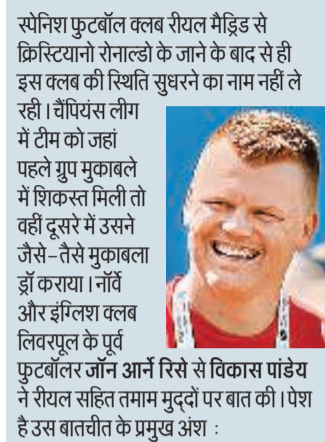 स्पेनिश फुटबॉल क्लब रीयल मैड्रिड से
क्रिस्टियानो रोनाल्डो के जाने के बाद से ही
इस क्लब की स्थिति सुधरने का नाम नहीं ले
रही । चैंपियंस लीग
में टीम को जहां
पहले ग्रुप मुकाबले
में शिकस्त मिली तो
वहीं दूसरे में उसने
जैसे-तैसे मुकाबला
ड्रॉ कराया । नॉर्वे
और इंग्लिश क्लब
लिवरपूल के पूर्व
फुटबॉलर जॉन आर्ने रिसे से विकास पांडेय
ने रीयल सहित तमाम मुद्दों पर बात की । पेश
है उस बातचीत के प्रमुख अंश :